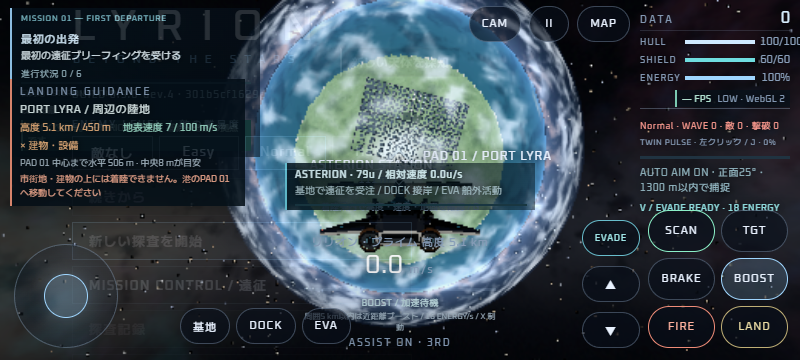 MISSION 01 — FIRST DEPARTURE
最初の出発
最初の遠征ブリーフィングを受ける
進行状況 0 / 6
LANDING GUIDANCE
PORT LYRA / 周辺の陸地
高度 5.1 km / 450 m 地表速度 7 / 100 m/s
× 建物・設備
PAD 01 中心まで水平 506 m・中央8 mが目安
市街地・建物の上には着陸できません。港のPAD 01
へ移動してください
新しい探査を開始
MISSION CONTROL / 遠征
基地
DOCK
EVA
CAM
II
MAP
PAD 01 / PORT LYRA
ASTERION · 79u / 相対速度 0.0u/s
基地で遠征を受注 / DOCK 接岸 / EVA 船外活動
0.0
BOOST / 加速待機
ASSIST ON · 3RD
DATA 0
HULL 100/100
SHIELD 60/60
ENERGY 100%
— FPS LOW · WebGL 2
Normal · WAVE 0 · 敵 0 · 撃破 0
TWIN PULSE · 左クリック / J · 0%
AUTO AIM ON · 正面25° ·
1300 m以内で捕捉
V / EVADE READY · 18 ENERGY
EVADE
SCAN
TGT
▲
BRAKE
BOOST
▼
FIRE
LAND